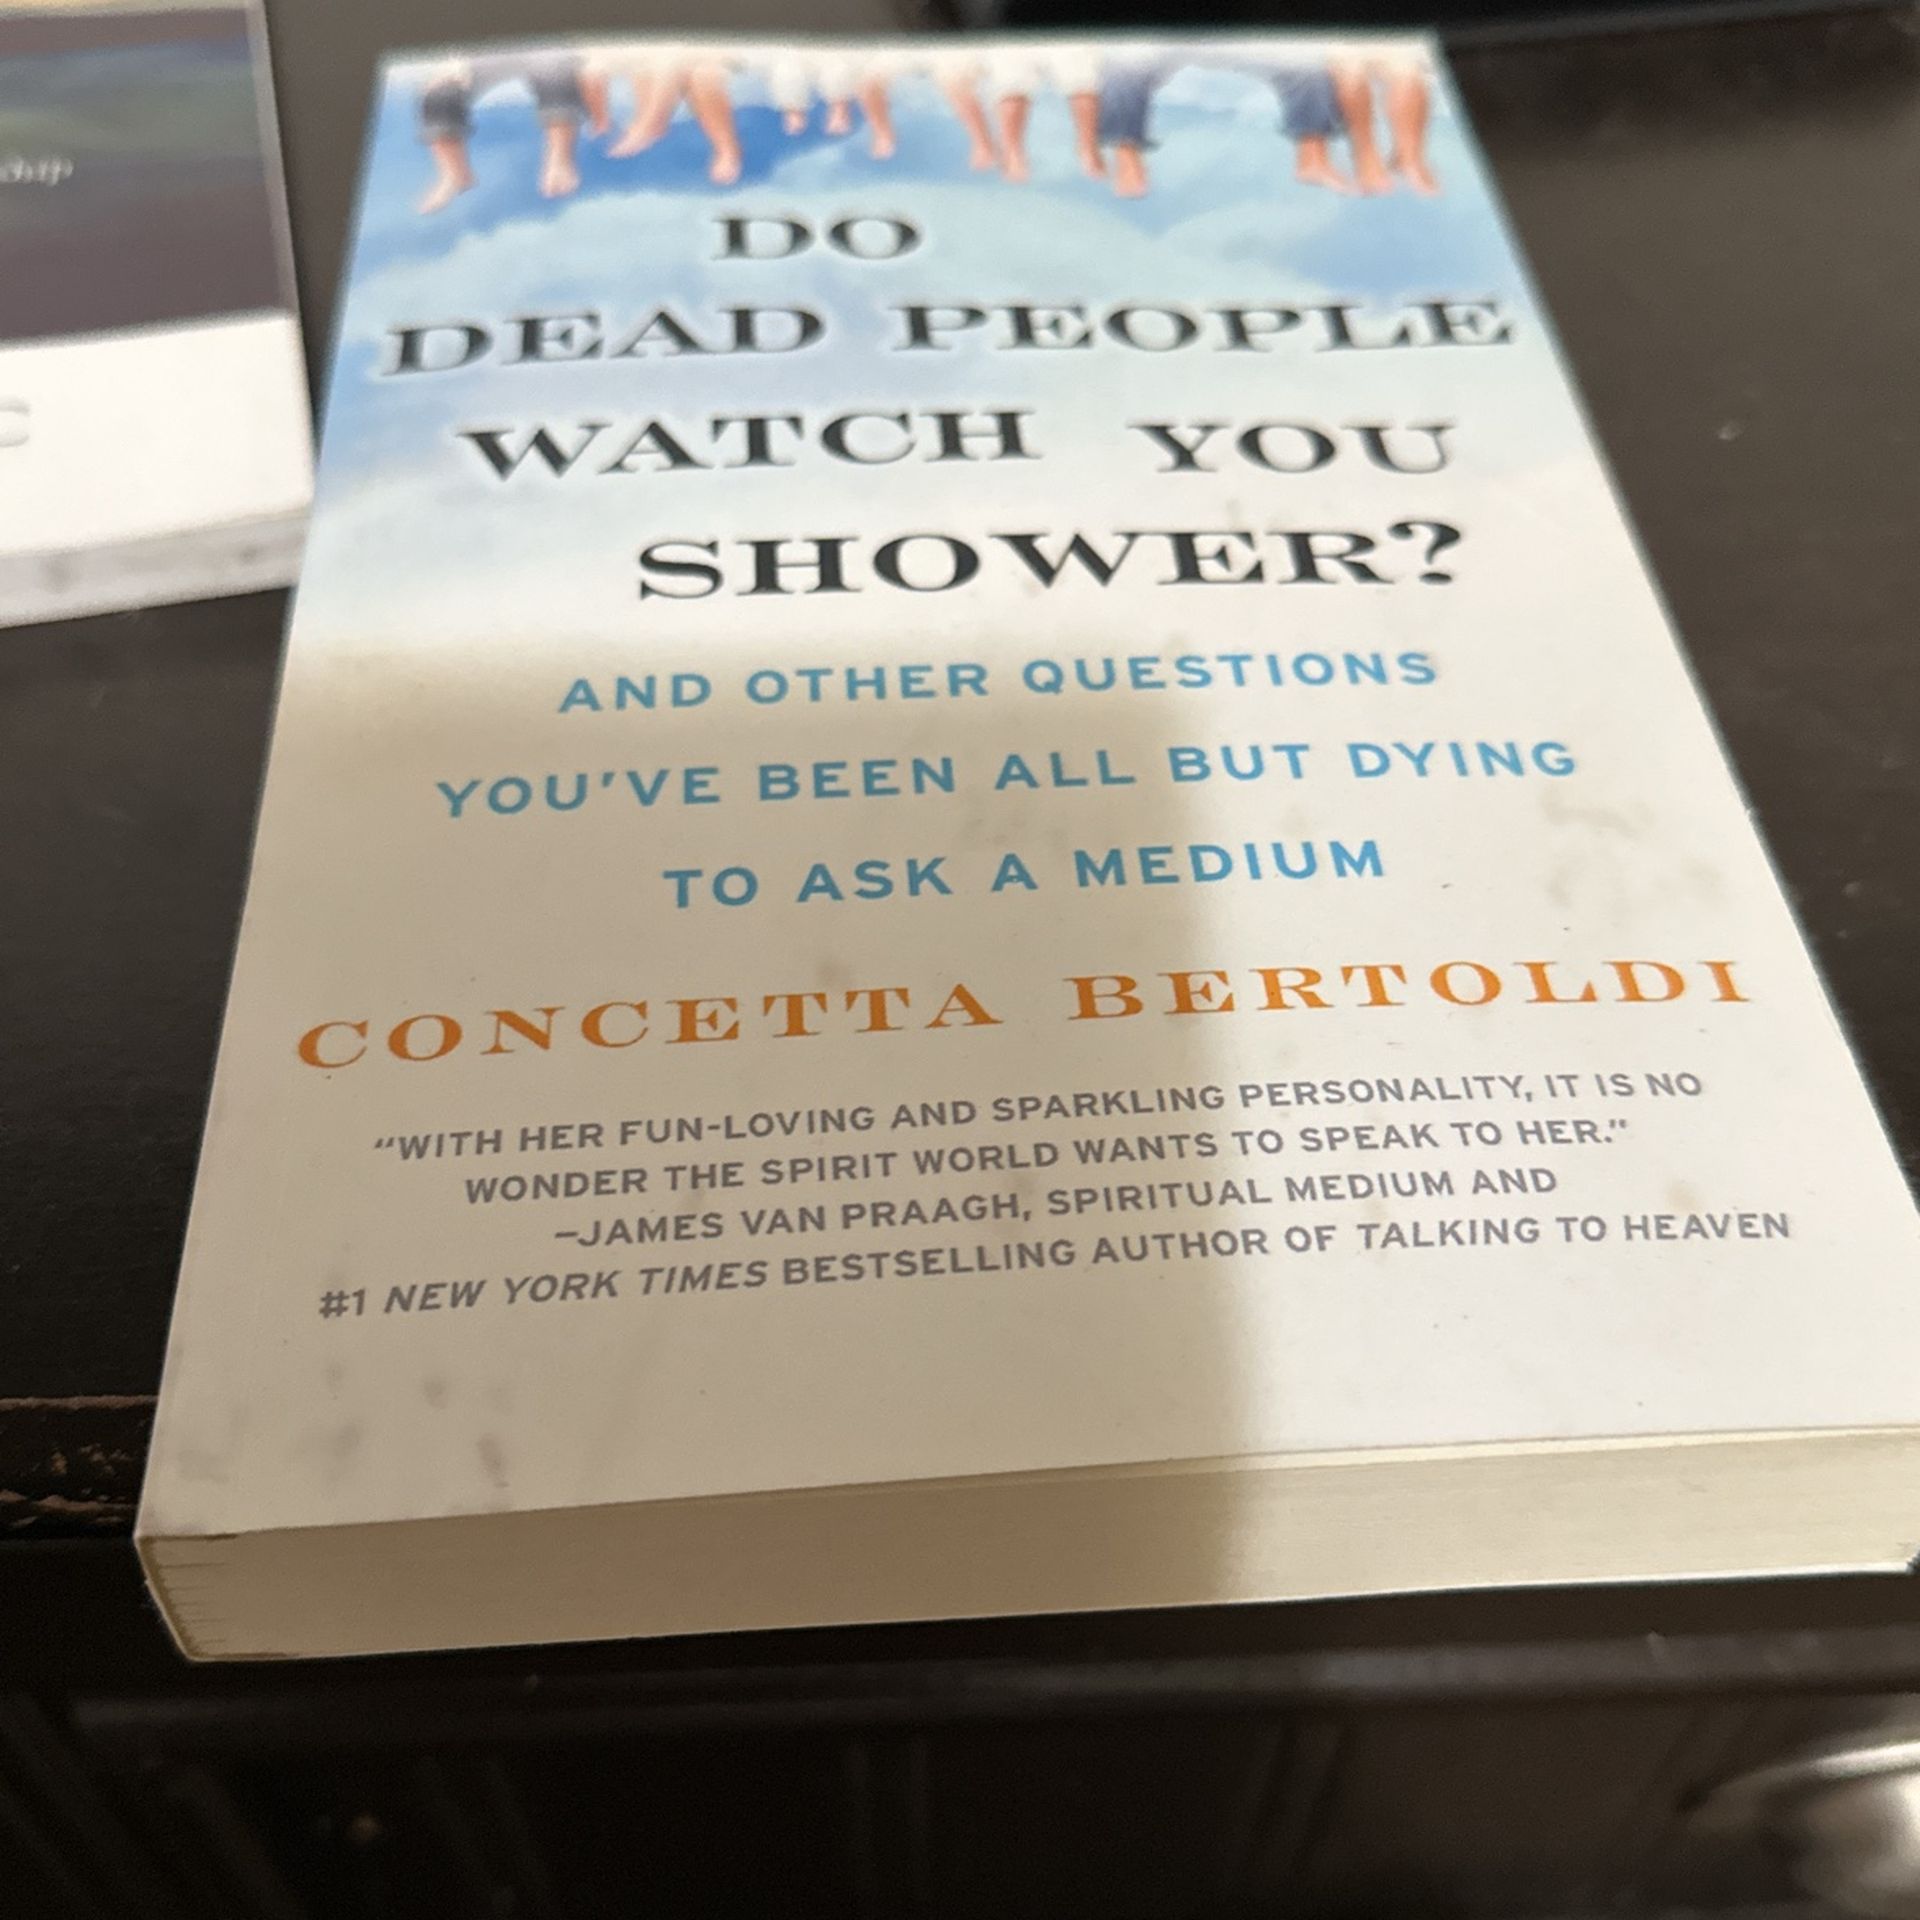 DO
DEAD PEOPLE
WATCH YOU
SHOWER?
AND OTHER QUESTIONS
YOU'VE BEEN ALL BUT DYING
TO ASK A MEDIUM
CONCETTA BERTOLDI
"WITH HER FUN-LOVING AND SPARKLING PERSONALITY, IT IS NO
WONDER THE SPIRIT WORLD WANTS TO SPEAK TO HER."
–JAMES VAN PRAAGH, SPIRITUAL MEDIUM AND
#1 NEW YORK TIMES BESTSELLING AUTHOR OF TALKING TO HEAVEN